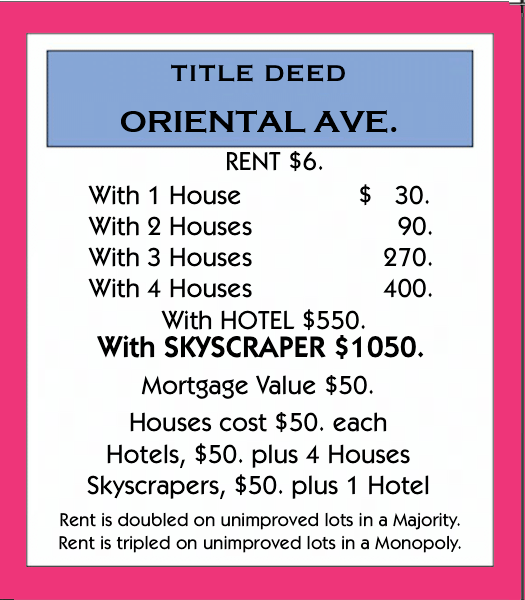 TITLE DEED
ORIENTAL AVE.
RENT $6.
With 1 House $ 30.
With 2 Houses 90.
With 3 Houses 270.
With 4 Houses 400.
With HOTEL $550.
With SKYSCRAPER $1050.
Mortgage Value $50.
Houses cost $50. each
Hotels, $50. plus 4 Houses
Skyscrapers, $50. plus 1 Hotel
Rent is doubled on unimproved lots in a Majority.
Rent is tripled on unimproved lots in a Monopoly.